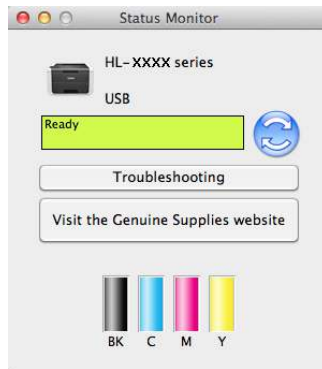 Status Monitor
HL-XXXX series
USB
Ready
Troubleshooting
Visit the Genuine Supplies website
BK C M Y